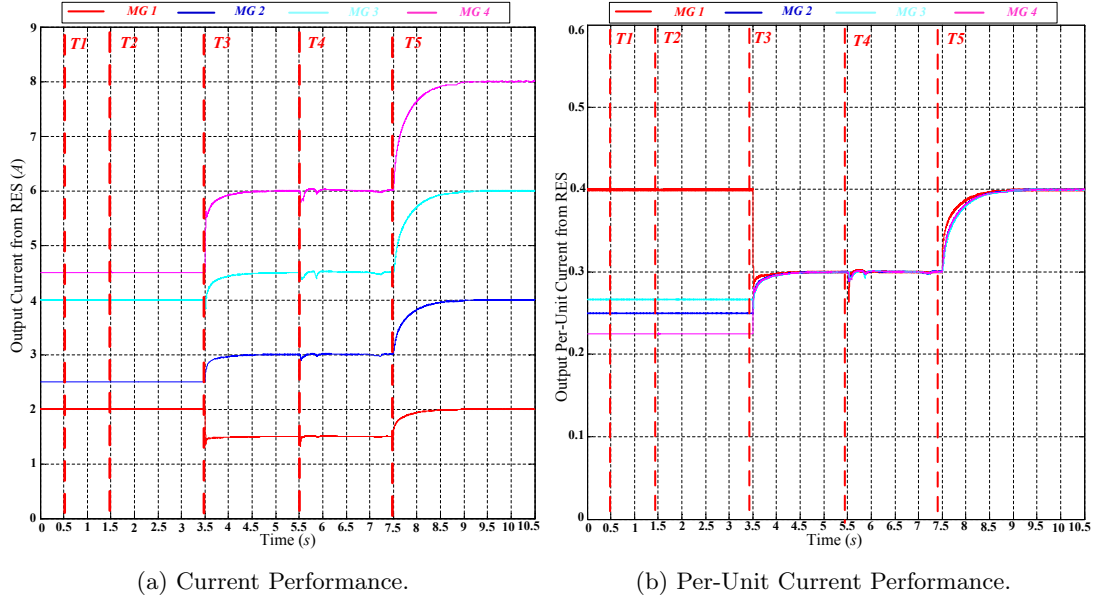 MG 1 MG 2 MG 3 MG 4
T1 T2 T3 T4 T5
9
8
7
6
5
4
3
2
1
0
Output Current from RES (A)
0 0.5 1 1.5 2 2.5 3 3.5 4 4.5 5 5.5 6 6.5 7 7.5 8 8.5 9 9.5 10 10.5
Time (s)
(a) Current Performance.
MG 1 MG 2 MG 3 MG 4
T1 T2 T3 T4 T5
0.6
0.5
0.4
0.3
0.2
0.1
0
Output Per-Unit Current from RES
0 0.5 1 1.5 2 2.5 3 3.5 4 4.5 5 5.5 6 6.5 7 7.5 8 8.5 9 9.5 10 10.5
Time (s)
(b) Per-Unit Current Performance.